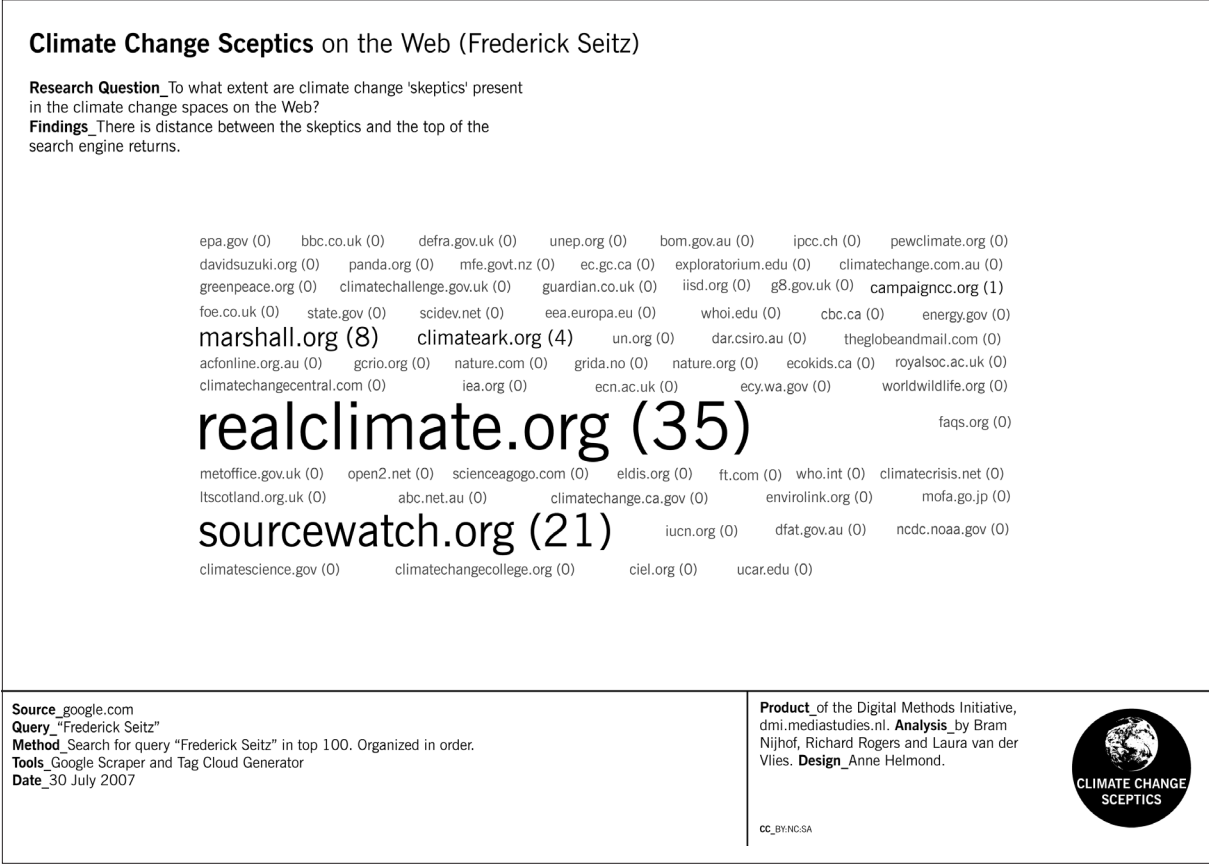 Climate Change Sceptics on the Web (Frederick Seitz)
Research Question_To what extent are climate change 'skeptics' present
in the climate change spaces on the Web?
Findings_There is distance between the skeptics and the top of the
search engine returns.
epa.gov (0) bbc.co.uk (0) defra.gov.uk (0) unep.org (0) bom.gov.au (0) ipcc.ch (0) pewclimate.org (0)
davidsuzuki.org (0) panda.org (0) mfe.govt.nz (0) ec.gc.ca (0) exploratorium.edu (0) climatechange.com.au (0)
greenpeace.org (0) climatechallenge.gov.uk (0) guardian.co.uk (0) iisd.org (0) g8.gov.uk (0) campaigncc.org (1)
foe.co.uk (0) state.gov (0) scidev.net (0) eea.europa.eu (0) whoi.edu (0) cbc.ca (0) energy.gov (0)
marshall.org (8) climateark.org (4) un.org (0) dar.csiro.au (0) theglobeandmail.com (0)
acfonline.org.au (0) gcrio.org (0) nature.com (0) grida.no (0) nature.org (0) ecokids.ca (0) royalsoc.ac.uk (0)
climatechangecentral.com (0) iea.org (0) ecn.ac.uk (0) ecy.wa.gov (0) worldwildlife.org (0)
realclimate.org (35) faqs.org (0)
metoffice.gov.uk (0) open2.net (0) scienceagogo.com (0) eldis.org (0) ft.com (0) who.int (0) climatecrisis.net (0)
ltscotland.org.uk (0) abc.net.au (0) climatechange.ca.gov (0) envirolink.org (0) mofa.go.jp (0)
sourcewatch.org (21) iucn.org (0) dfat.gov.au (0) ncdc.noaa.gov (0)
climatescience.gov (0) climatechangecollege.org (0) ciel.org (0) ucar.edu (0)
Source_google.com
Query_“Frederick Seitz”
Method_Search for query “Frederick Seitz” in top 100. Organized in order.
Tools_Google Scraper and Tag Cloud Generator
Date_30 July 2007
Product_of the Digital Methods Initiative,
dmi.mediastudies.nl. Analysis_by Bram
Nijhof, Richard Rogers and Laura van der
Vlies. Design_Anne Helmond.
CC_BY:NC:SA
CLIMATE CHANGE
SCEPTICS